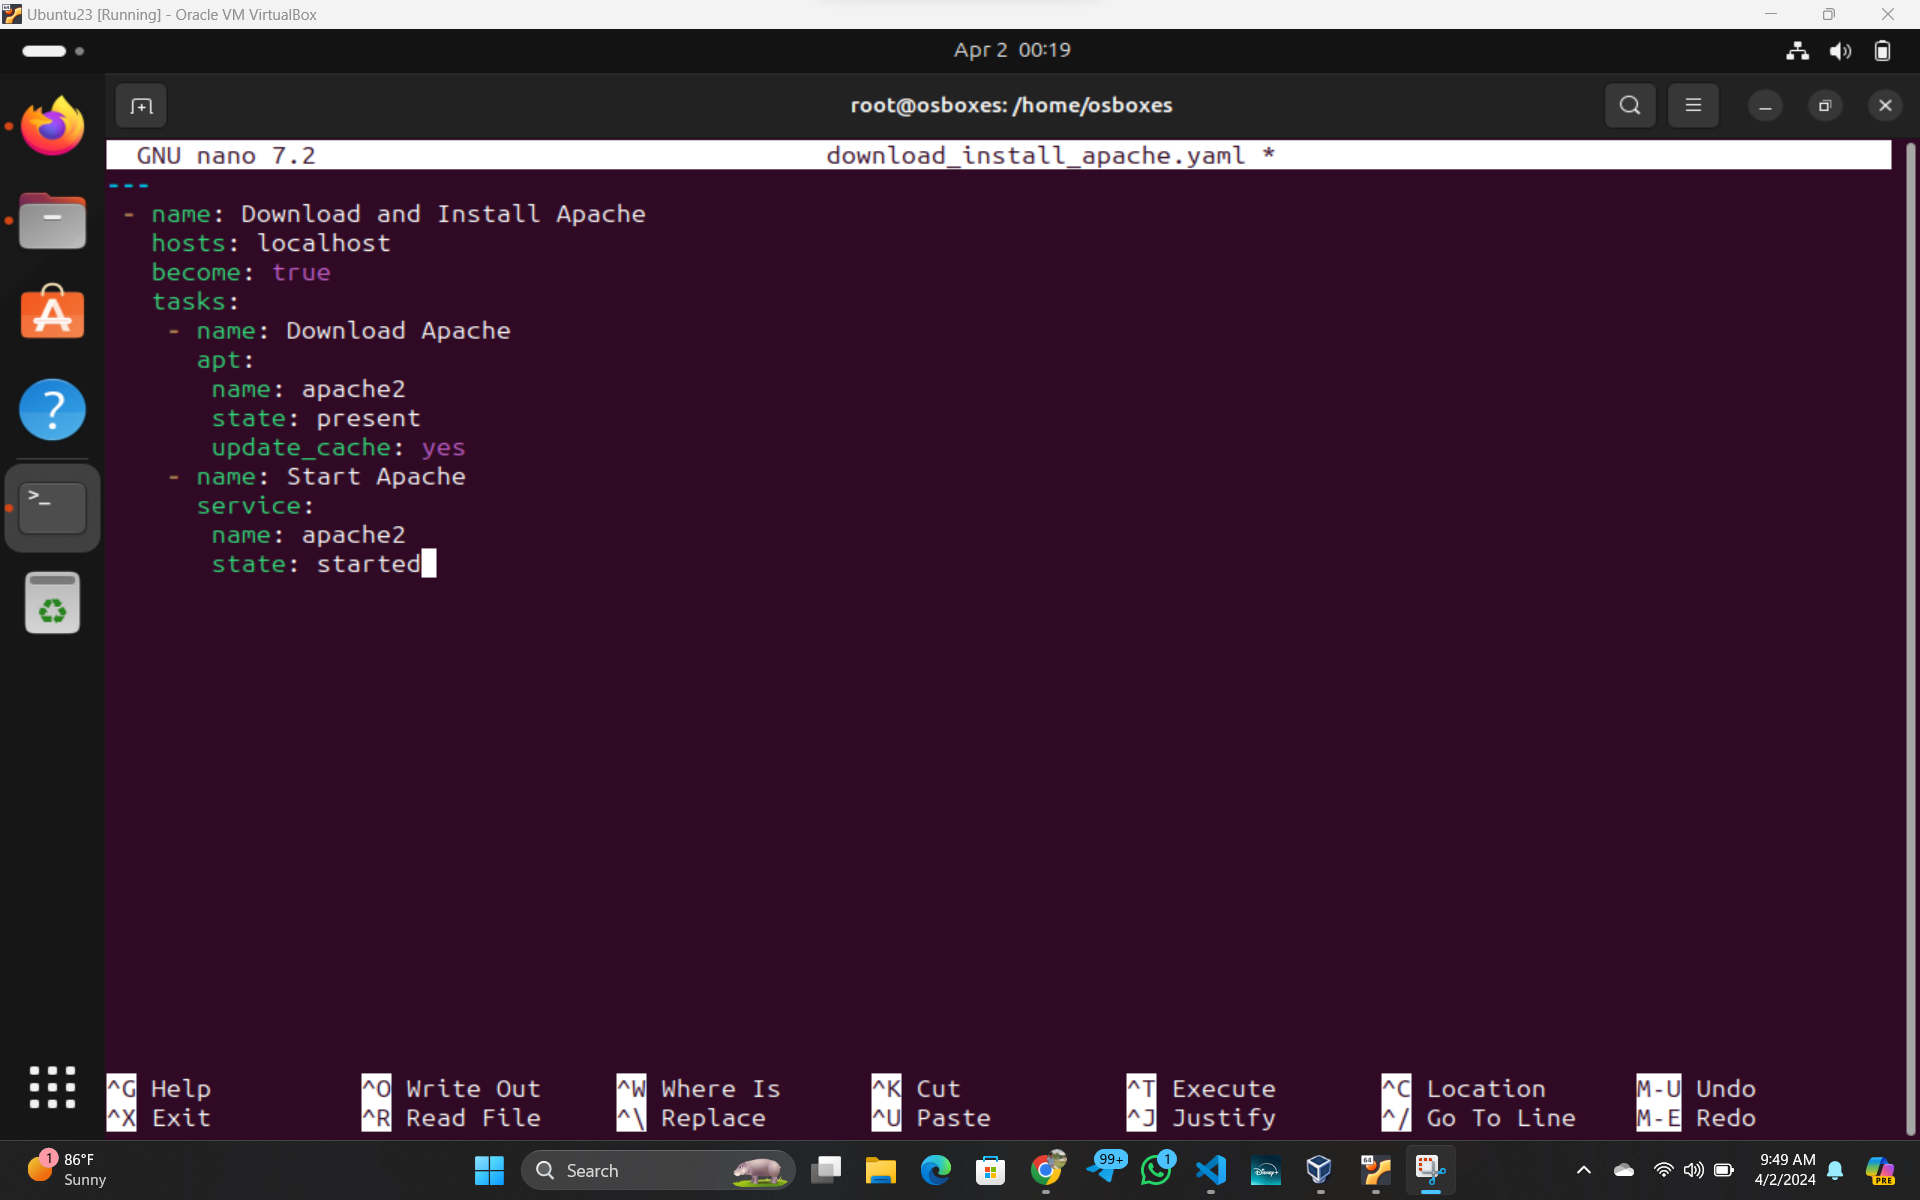 Ubuntu23 [Running] - Oracle VM VirtualBox
Apr 2 00:19
root@osboxes: /home/osboxes
GNU nano 7.2 download_install_apache.yaml *
---
- name: Download and Install Apache
hosts: localhost
become: true
tasks:
- name: Download Apache
apt:
name: apache2
state: present
update_cache: yes
- name: Start Apache
service:
name: apache2
state: started
^G Help ^O Write Out ^W Where Is ^K Cut ^T Execute ^C Location M-U Undo
^X Exit ^R Read File ^\ Replace ^U Paste ^J Justify ^/ Go To Line M-E Redo
1 86°F
Sunny
Search
99+
1
Disney+
64
9:49 AM
4/2/2024
PRE